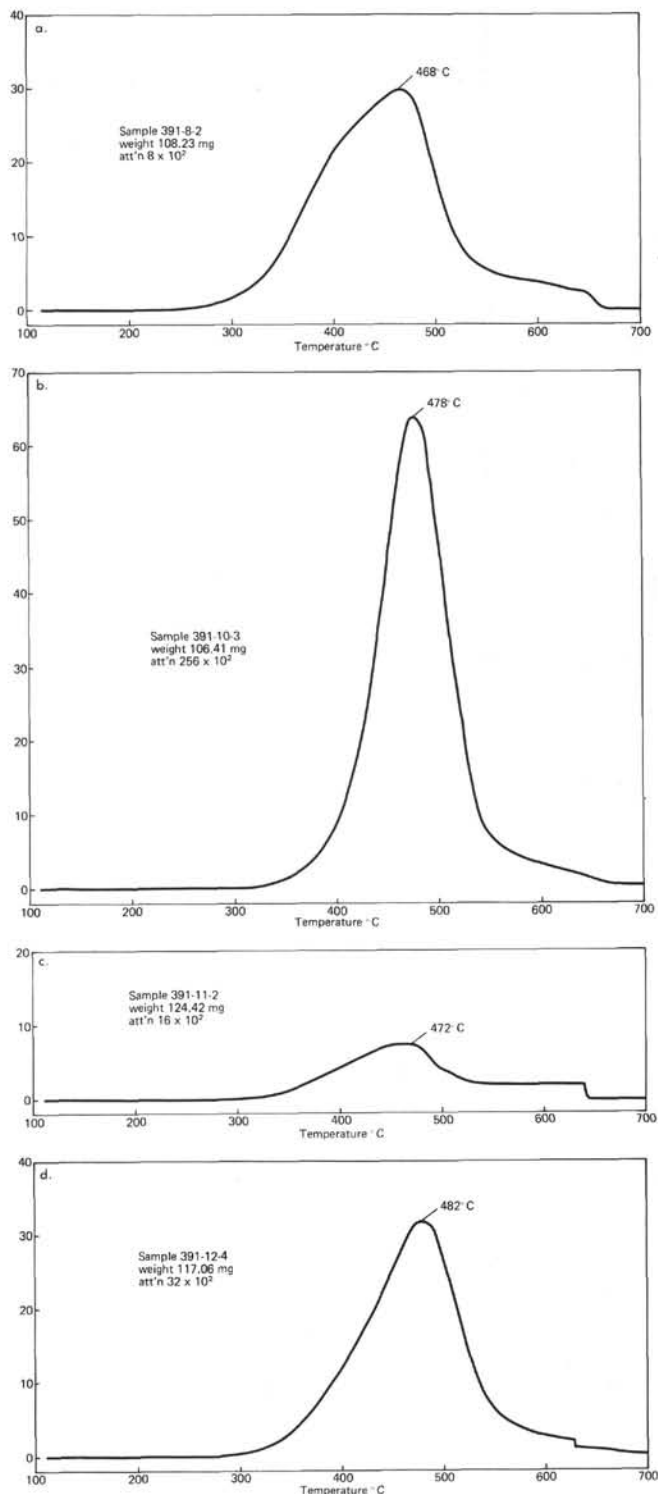 a.
40
30
20
10
0
468°C
Sample 391-8-2
weight 108.23 mg
att'n 8 x 10²
100 200 300 400 500 600 700
Temperature °C
b.
70
60
50
40
30
20
10
0
478°C
Sample 391-10-3
weight 106.41 mg
att'n 256 x 10²
100 200 300 400 500 600 700
Temperature °C
c.
20
10
0
472°C
Sample 391-11-2
weight 124.42 mg
att'n 16 x 10²
100 200 300 400 500 600 700
Temperature °C
d.
40
30
20
10
0
482°C
Sample 391-12-4
weight 117.06 mg
att'n 32 x 10²
100 200 300 400 500 600 700
Temperature °C